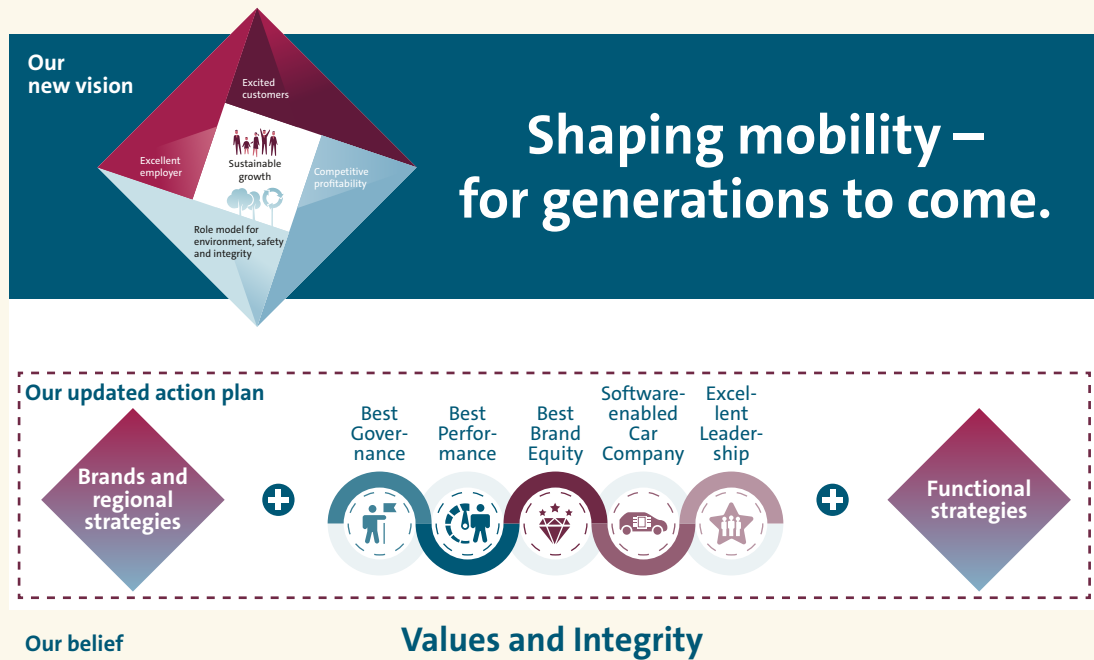 Our
new vision
Excited
customers
Excellent
employer
Sustainable
growth
Competitive
profitability
Role model for
environment, safety
and integrity
Shaping mobility –
for generations to come.
Our updated action plan
Brands and
regional
strategies
Best
Gover-
nance
Best
Perfor-
mance
Best
Brand
Equity
Software-
enabled
Car
Company
Excel-
lent
Leader-
ship
Functional
strategies
Our belief
Values and Integrity